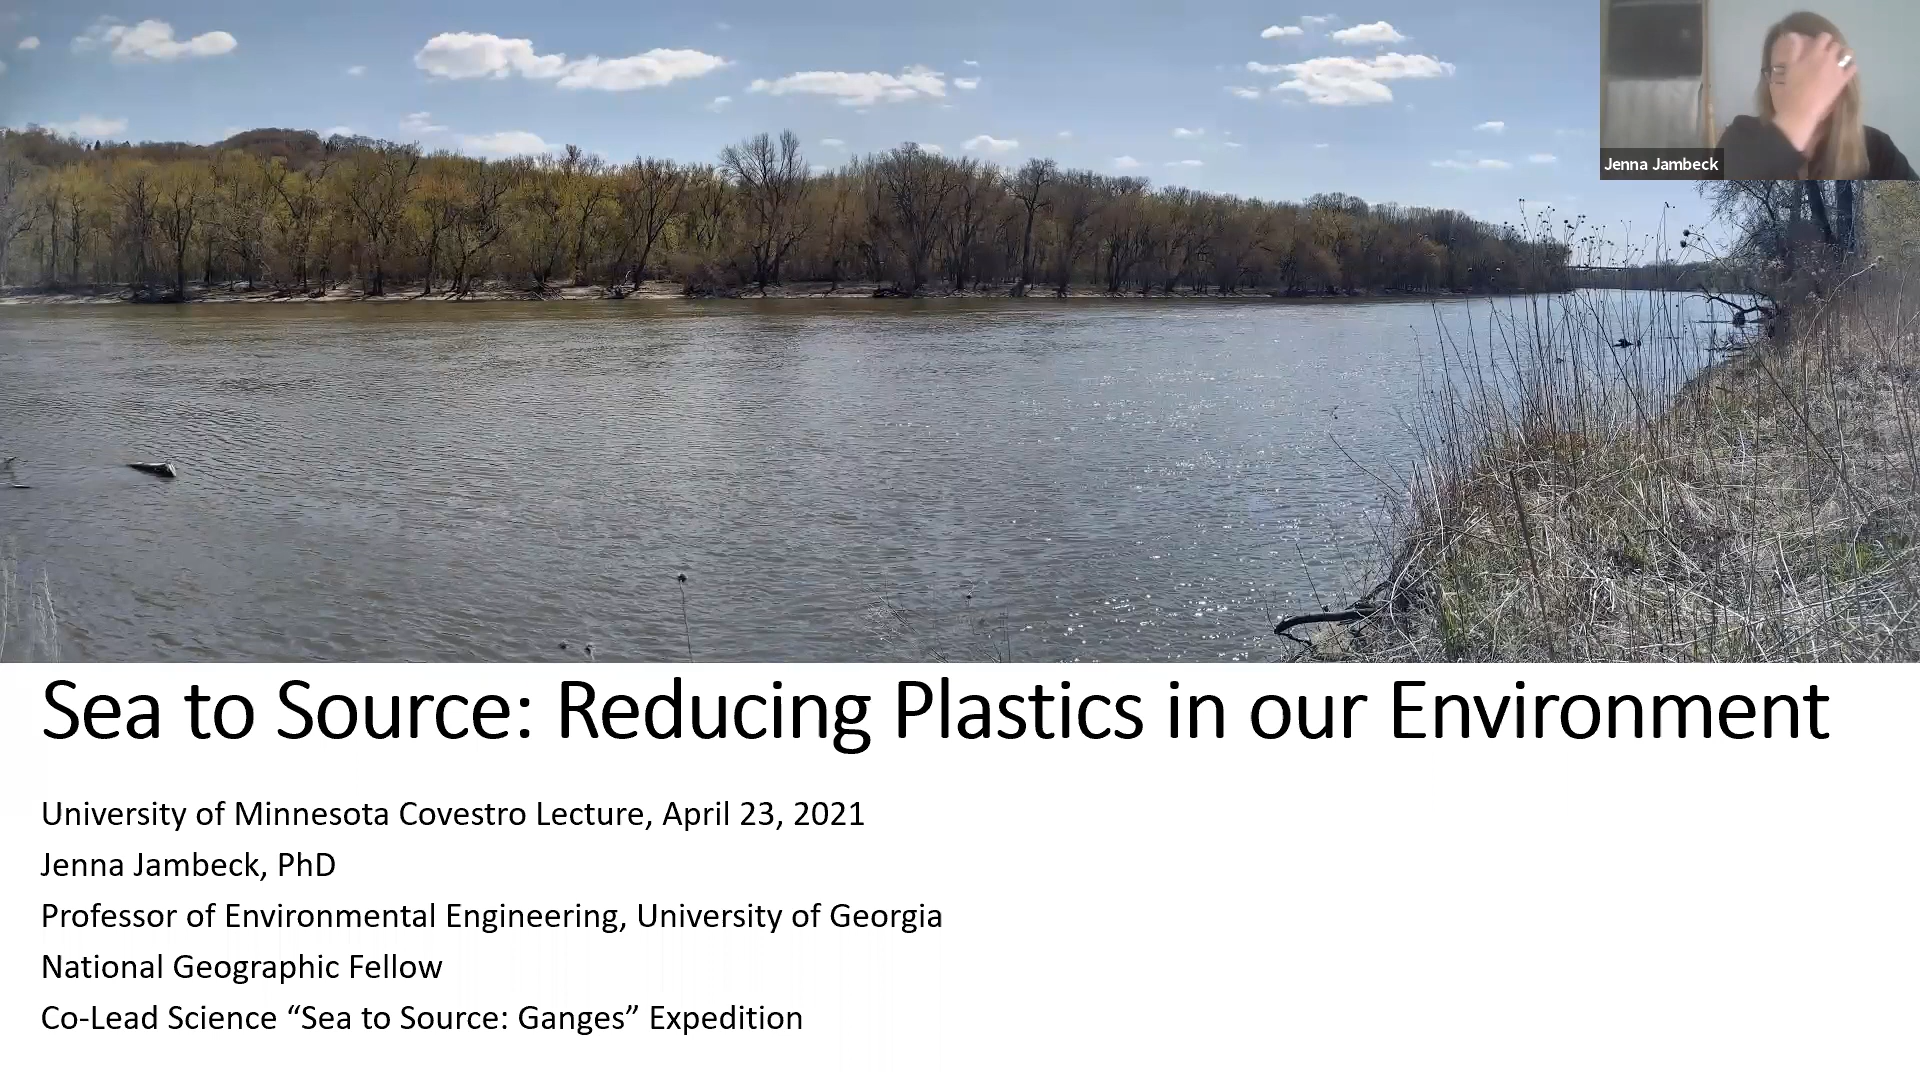 Jenna Jambeck
Sea to Source: Reducing Plastics in our Environment
University of Minnesota Covestro Lecture, April 23, 2021
Jenna Jambeck, PhD
Professor of Environmental Engineering, University of Georgia
National Geographic Fellow
Co-Lead Science “Sea to Source: Ganges” Expedition